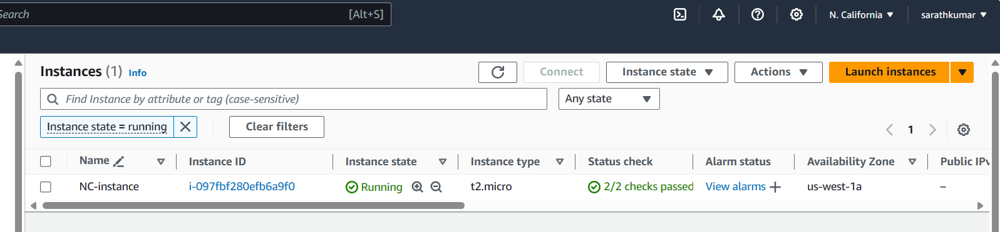 Search [Alt+S] N. California sarathkumar
Instances (1) Info Connect Instance state Actions Launch instances
Find Instance by attribute or tag (case-sensitive) Any state
Instance state = running Clear filters 1
Name Instance ID Instance state Instance type Status check Alarm status Availability Zone Public IPv
NC-instance i-097fbf280efb6a9f0 Running t2.micro 2/2 checks passed View alarms + us-west-1a –